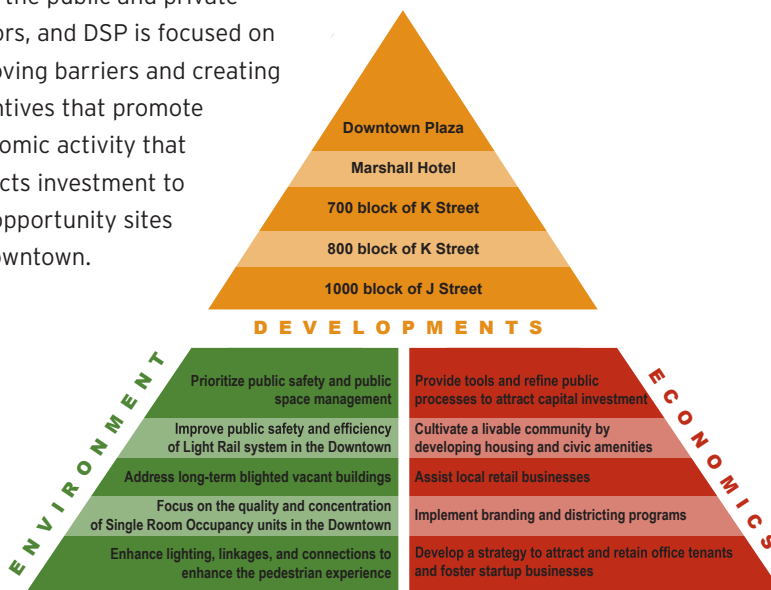 the public and private
ors, and DSP is focused on
oving barriers and creating
ntives that promote
omic activity that
cts investment to
opportunity sites
owntown.
Downtown Plaza
Marshall Hotel
700 block of K Street
800 block of K Street
1000 block of J Street
DEVELOPMENTS
ENVIRONMENT
Prioritize public safety and public
space management
Improve public safety and efficiency
of Light Rail system in the Downtown
Address long-term blighted vacant buildings
Focus on the quality and concentration
of Single Room Occupancy units in the Downtown
Enhance lighting, linkages, and connections to
enhance the pedestrian experience
ECONOMICS
Provide tools and refine public
processes to attract capital investment
Cultivate a livable community by
developing housing and civic amenities
Assist local retail businesses
Implement branding and districting programs
Develop a strategy to attract and retain office tenants
and foster startup businesses